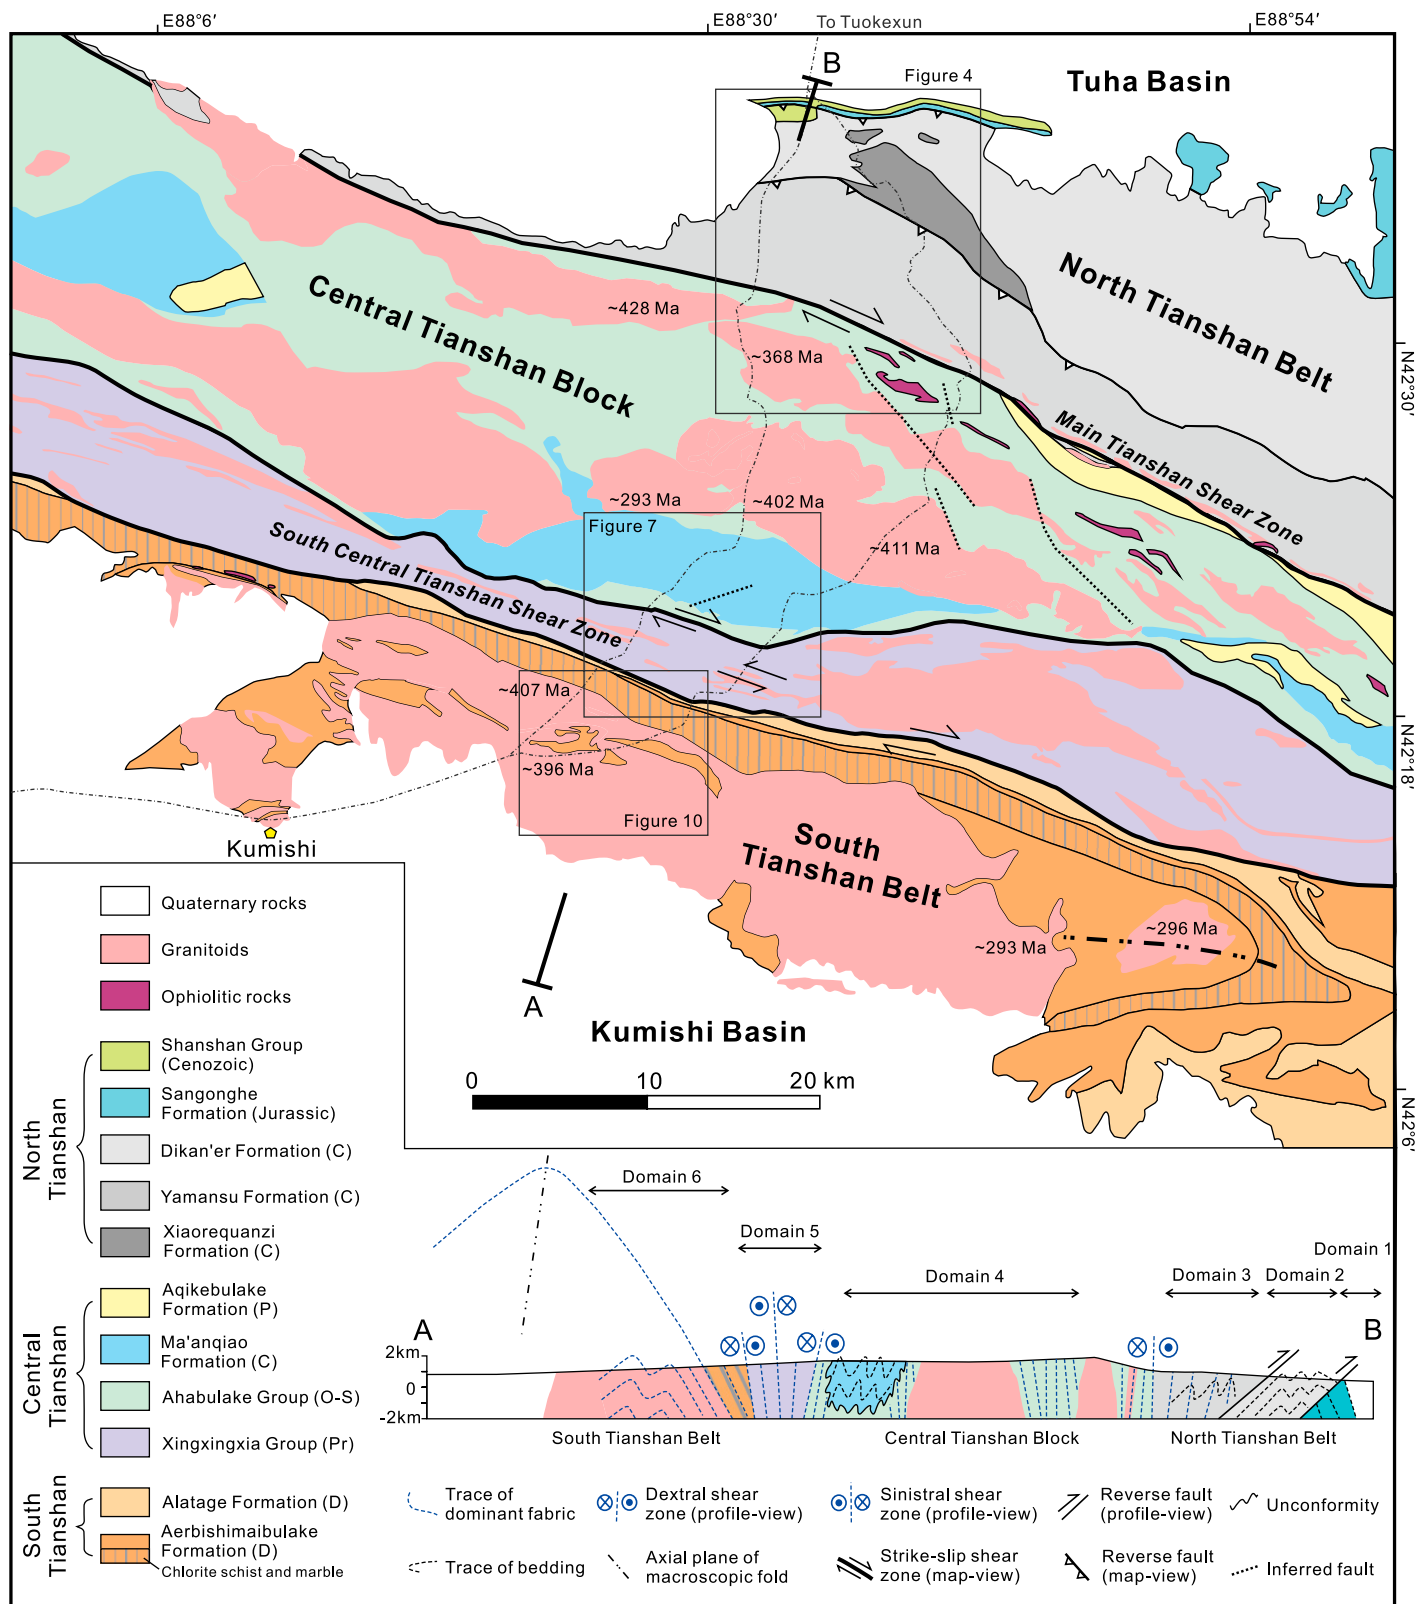 E88°6′
E88°30′
E88°54′
To Tuokexun
B
Figure 4
Tuha Basin
North Tianshan Belt
Central Tianshan Block
~428 Ma
~368 Ma
N42°30′
Main Tianshan Shear Zone
~293 Ma
~402 Ma
Figure 7
~411 Ma
South Central Tianshan Shear Zone
~407 Ma
N42°18′
~396 Ma
Figure 10
Kumishi
South
Tianshan Belt
~296 Ma
~293 Ma
A
Kumishi Basin
0
10
20 km
N42°6′
Quaternary rocks
Granitoids
Ophiolitic rocks
North
Tianshan
Shanshan Group
(Cenozoic)
Sangonghe
Formation (Jurassic)
Dikan'er Formation (C)
Yamansu Formation (C)
Xiaorequanzi
Formation (C)
Central
Tianshan
Aqikebulake
Formation (P)
Ma'anqiao
Formation (C)
Ahabulake Group (O-S)
Xingxingxia Group (Pr)
South
Tianshan
Alatage Formation (D)
Aerbishimaibulake
Formation (D)
Chlorite schist and marble
Domain 6
Domain 5
Domain 4
Domain 3
Domain 2
Domain 1
A
B
2km
0
-2km
South Tianshan Belt
Central Tianshan Block
North Tianshan Belt
Trace of
dominant fabric
Dextral shear
zone (profile-view)
Sinistral shear
zone (profile-view)
Reverse fault
(profile-view)
Unconformity
Trace of bedding
Axial plane of
macroscopic fold
Strike-slip shear
zone (map-view)
Reverse fault
(map-view)
Inferred fault